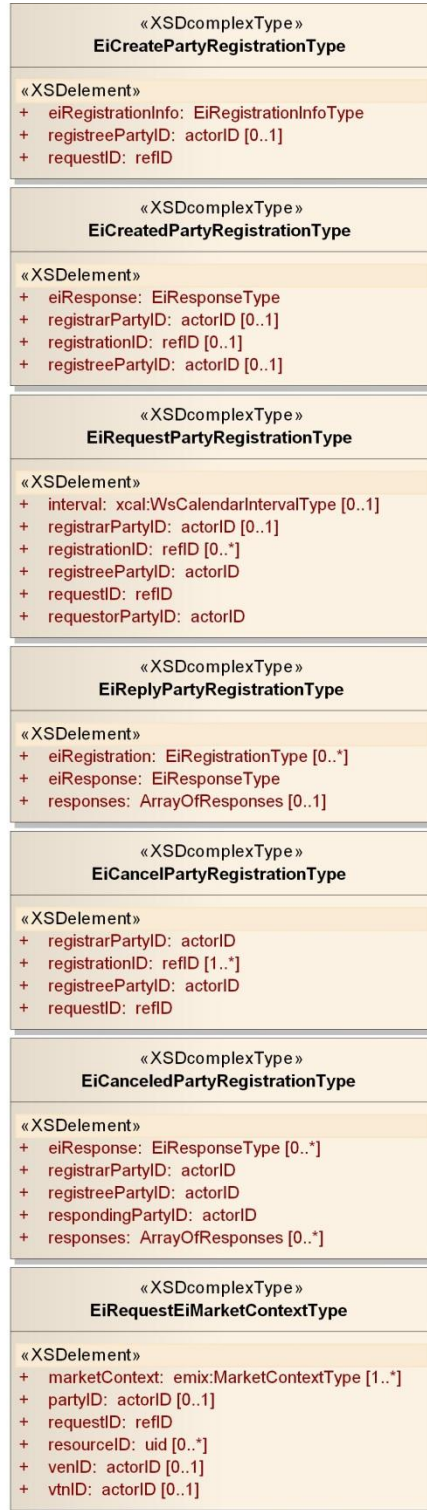 «XSDcomplexType»
EiCreatePartyRegistrationType
«XSDelement»
+ eiRegistrationInfo: EiRegistrationInfoType
+ registreePartyID: actorID [0..1]
+ requestID: refID
«XSDcomplexType»
EiCreatedPartyRegistrationType
«XSDelement»
+ eiResponse: EiResponseType
+ registrarPartyID: actorID [0..1]
+ registrationID: refID [0..1]
+ registreePartyID: actorID [0..1]
«XSDcomplexType»
EiRequestPartyRegistrationType
«XSDelement»
+ interval: xcal:WsCalendarIntervalType [0..1]
+ registrarPartyID: actorID [0..1]
+ registrationID: refID [0..*]
+ registreePartyID: actorID
+ requestID: refID
+ requestorPartyID: actorID
«XSDcomplexType»
EiReplyPartyRegistrationType
«XSDelement»
+ eiRegistration: EiRegistrationType [0..*]
+ eiResponse: EiResponseType
+ responses: ArrayOfResponses [0..1]
«XSDcomplexType»
EiCancelPartyRegistrationType
«XSDelement»
+ registrarPartyID: actorID
+ registrationID: refID [1..*]
+ registreePartyID: actorID
+ requestID: refID
«XSDcomplexType»
EiCanceledPartyRegistrationType
«XSDelement»
+ eiResponse: EiResponseType [0..*]
+ registrarPartyID: actorID
+ registreePartyID: actorID
+ respondingPartyID: actorID
+ responses: ArrayOfResponses [0..*]
«XSDcomplexType»
EiRequestEiMarketContextType
«XSDelement»
+ marketContext: emix:MarketContextType [1..*]
+ partyID: actorID [0..1]
+ requestID: refID
+ resourceID: uid [0..*]
+ venID: actorID [0..1]
+ vtnID: actorID [0..1]